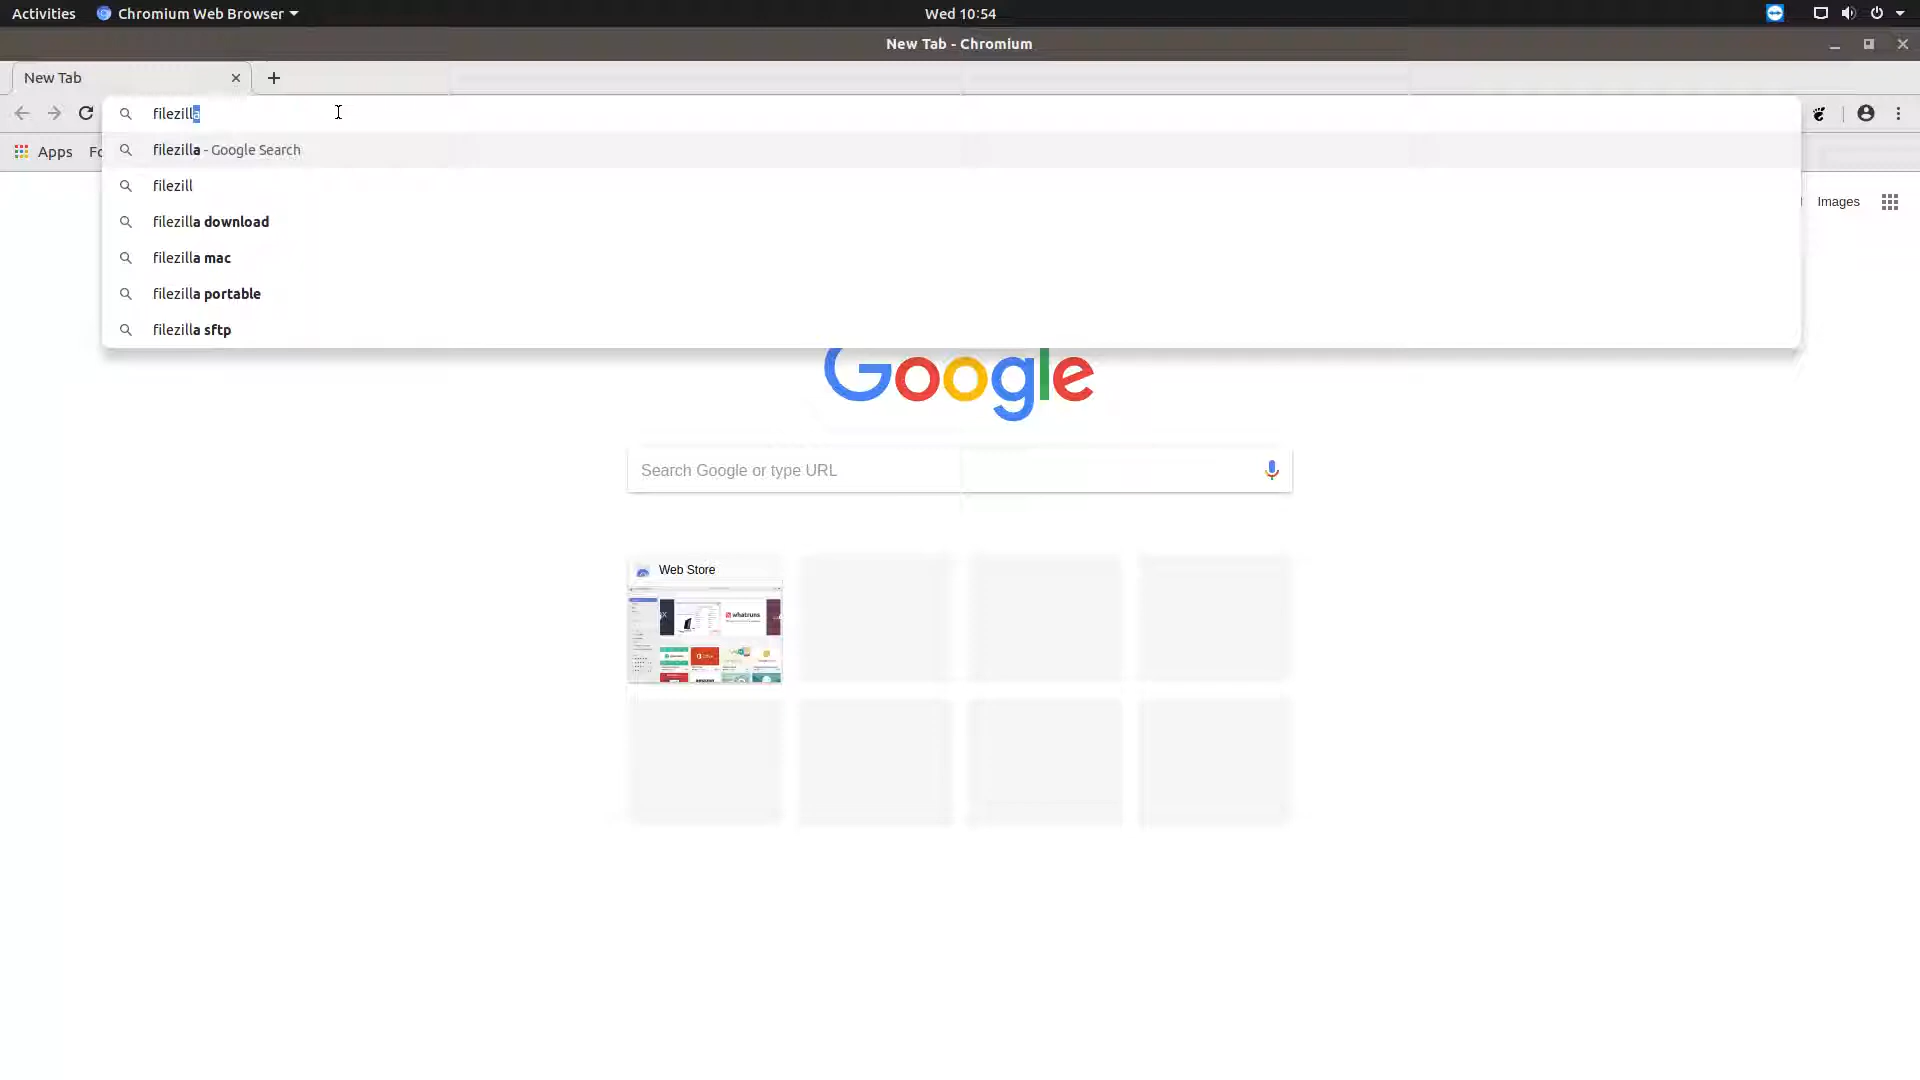 Activities Chromium Web Browser Wed 10:54
New Tab - Chromium
New Tab
filezilla
Apps
filezilla - Google Search
filezill
filezilla download
filezilla mac
filezilla portable
filezilla sftp
Images
Google
Search Google or type URL
Web Store
whatruns